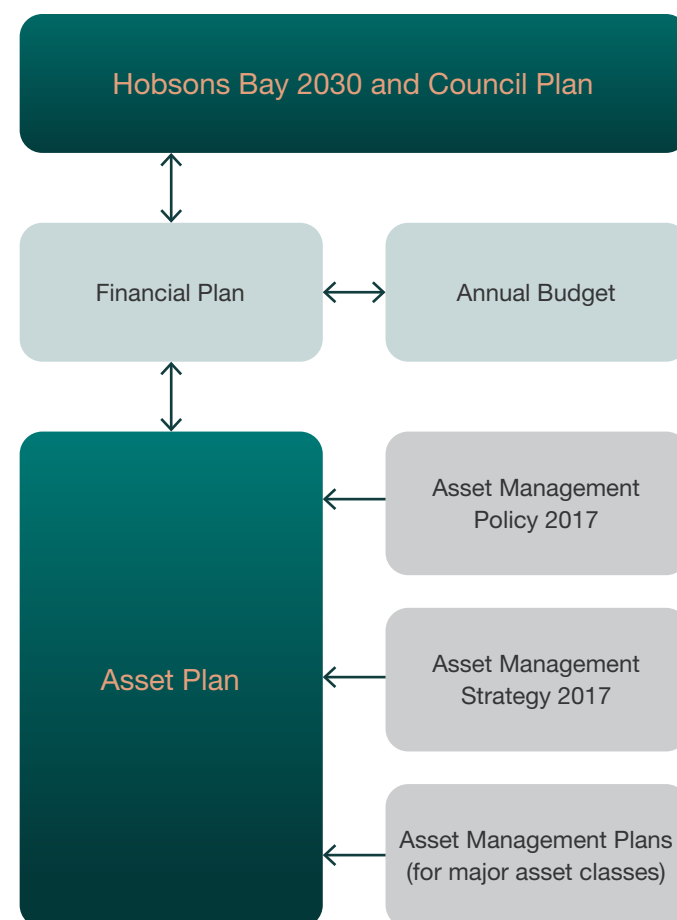 Hobsons Bay 2030 and Council Plan
Financial Plan
Annual Budget
Asset Plan
Asset Management
Policy 2017
Asset Management
Strategy 2017
Asset Management Plans
(for major asset classes)